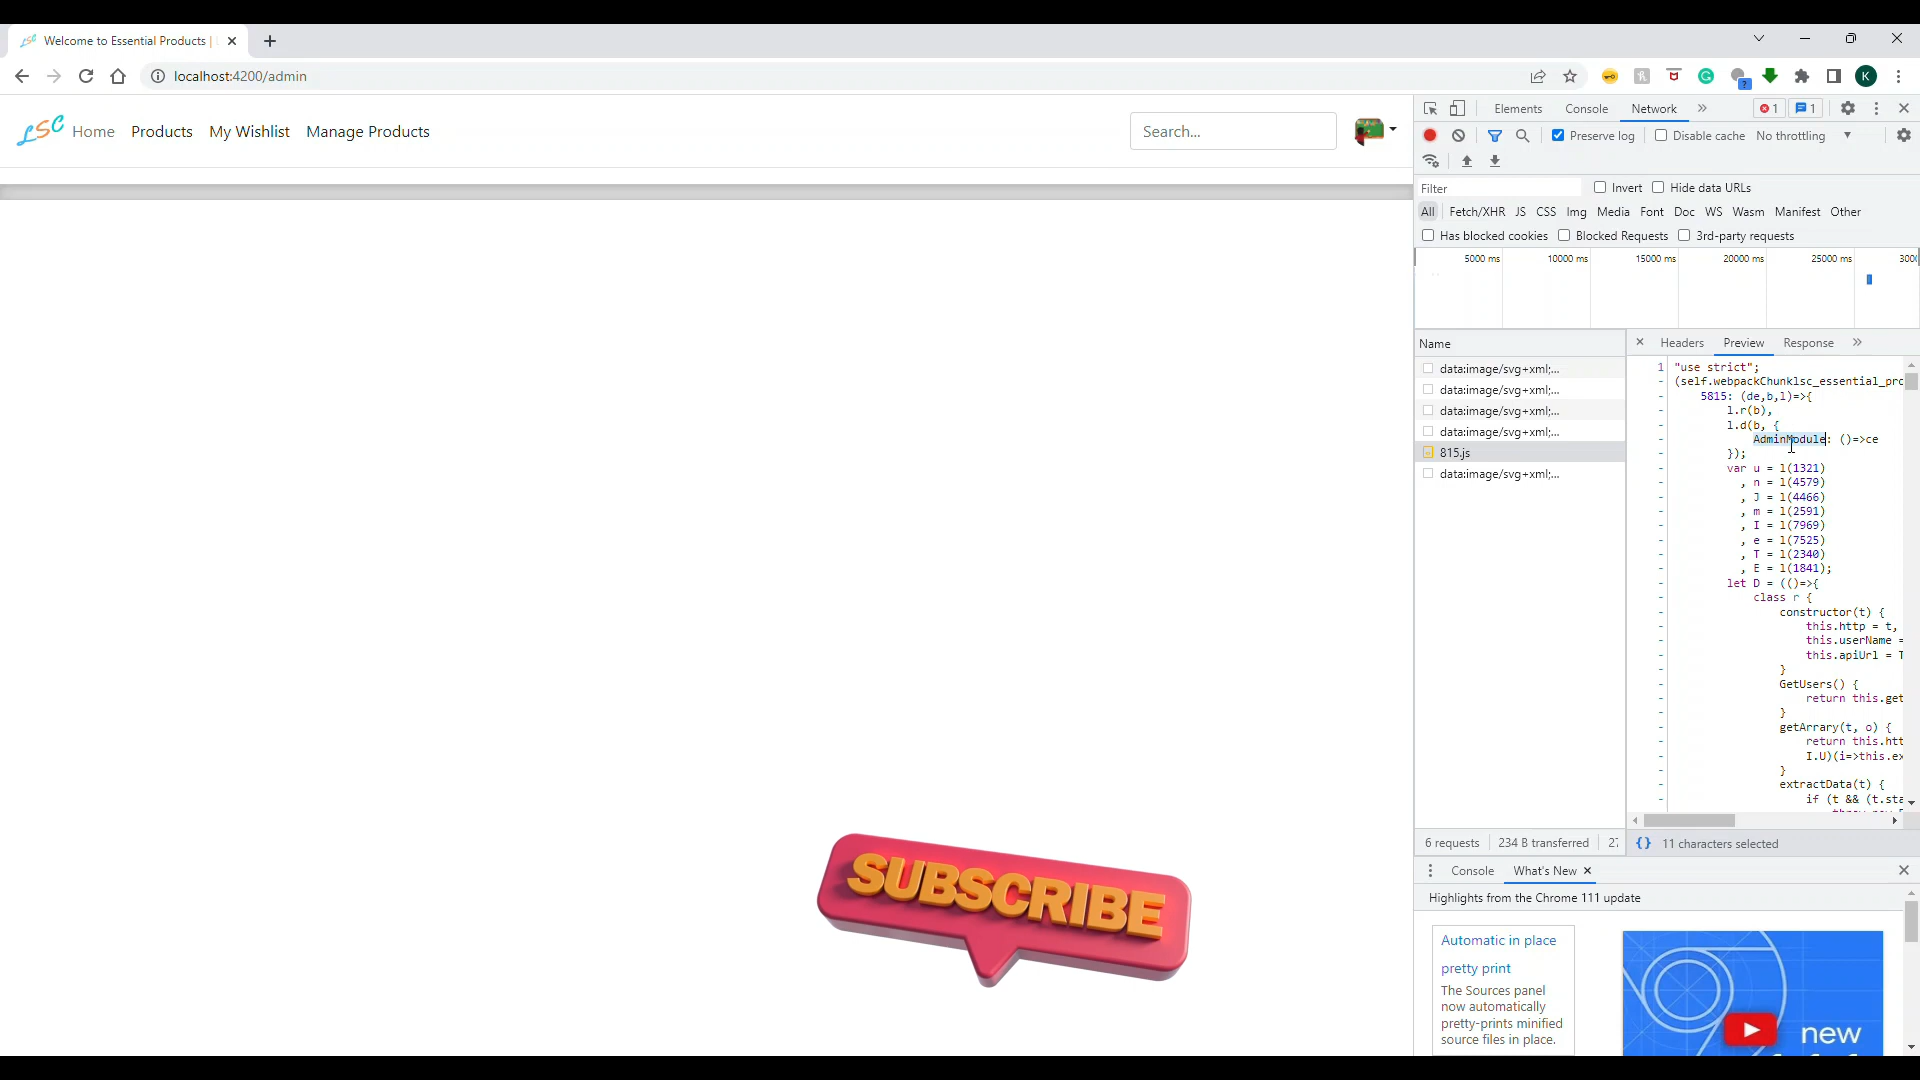 Welcome to Essential Products |
localhost:4200/admin
K
LSC Home Products My Wishlist Manage Products
Search...
Elements Console Network 1 1
Preserve log Disable cache No throttling
Filter Invert Hide data URLs
All Fetch/XHR JS CSS Img Media Font Doc WS Wasm Manifest Other
Has blocked cookies Blocked Requests 3rd-party requests
5000 ms 10000 ms 15000 ms 20000 ms 25000 ms
Name
data:image/svg+xml;...
data:image/svg+xml;...
data:image/svg+xml;...
data:image/svg+xml;...
815.js
data:image/svg+xml;...
Headers Preview Response
1 "use strict";
(self.webpackChunklsc_essential_prc
5815: (de,b,l)=>{
l.r(b),
l.d(b, {
AdminModule: ()=>ce
});
var u = l(1321)
, n = l(4579)
, J = l(4466)
, m = l(2591)
, I = l(7969)
, e = l(7525)
, T = l(2340)
, E = l(1841);
let D = (()=>{
class r {
constructor(t) {
this.http = t,
this.userName =
this.apiUrl = T
}
GetUsers() {
return this.get
}
getArrary(t, o) {
return this.htt
I.U)(i=>this.ex
}
extractData(t) {
if (t && (t.sta
6 requests 234 B transferred
{} 11 characters selected
Console What's New
Highlights from the Chrome 111 update
Automatic in place
pretty print
The Sources panel
now automatically
pretty-prints minified
source files in place.
new
SUBSCRIBE